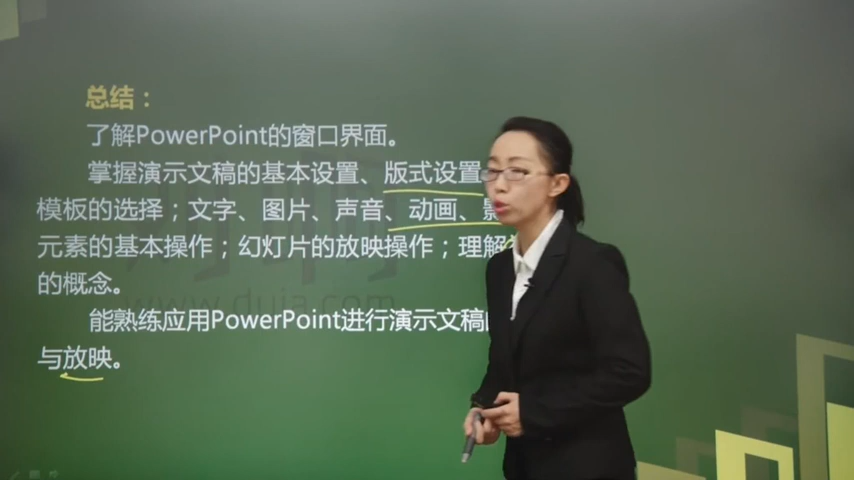 总结：
了解PowerPoint的窗口界面。
掌握演示文稿的基本设置、版式设置
模板的选择；文字、图片、声音、动画、
元素的基本操作；幻灯片的放映操作；理解
的概念。
www.duia.com
能熟练应用PowerPoint进行演示文稿
与放映。